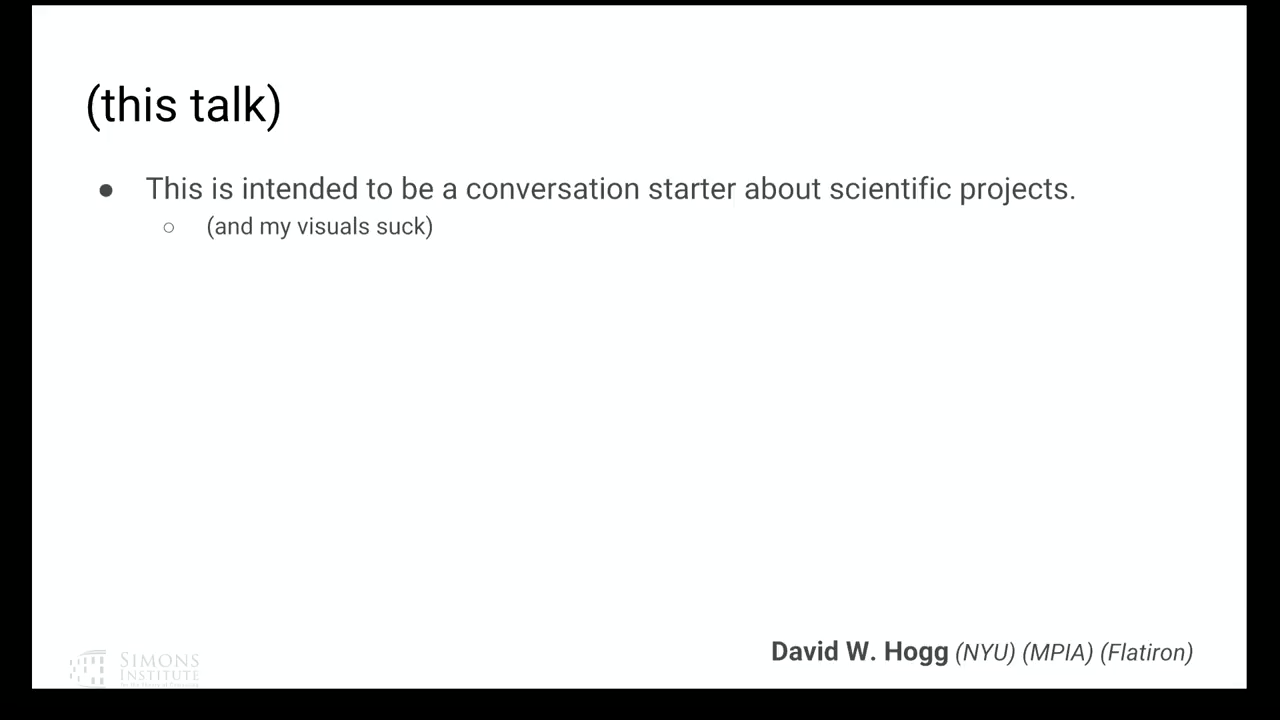 (this talk)
● This is intended to be a conversation starter about scientific projects.
○ (and my visuals suck)
David W. Hogg (NYU) (MPIA) (Flatiron)
SIMONS
INSTITUTE